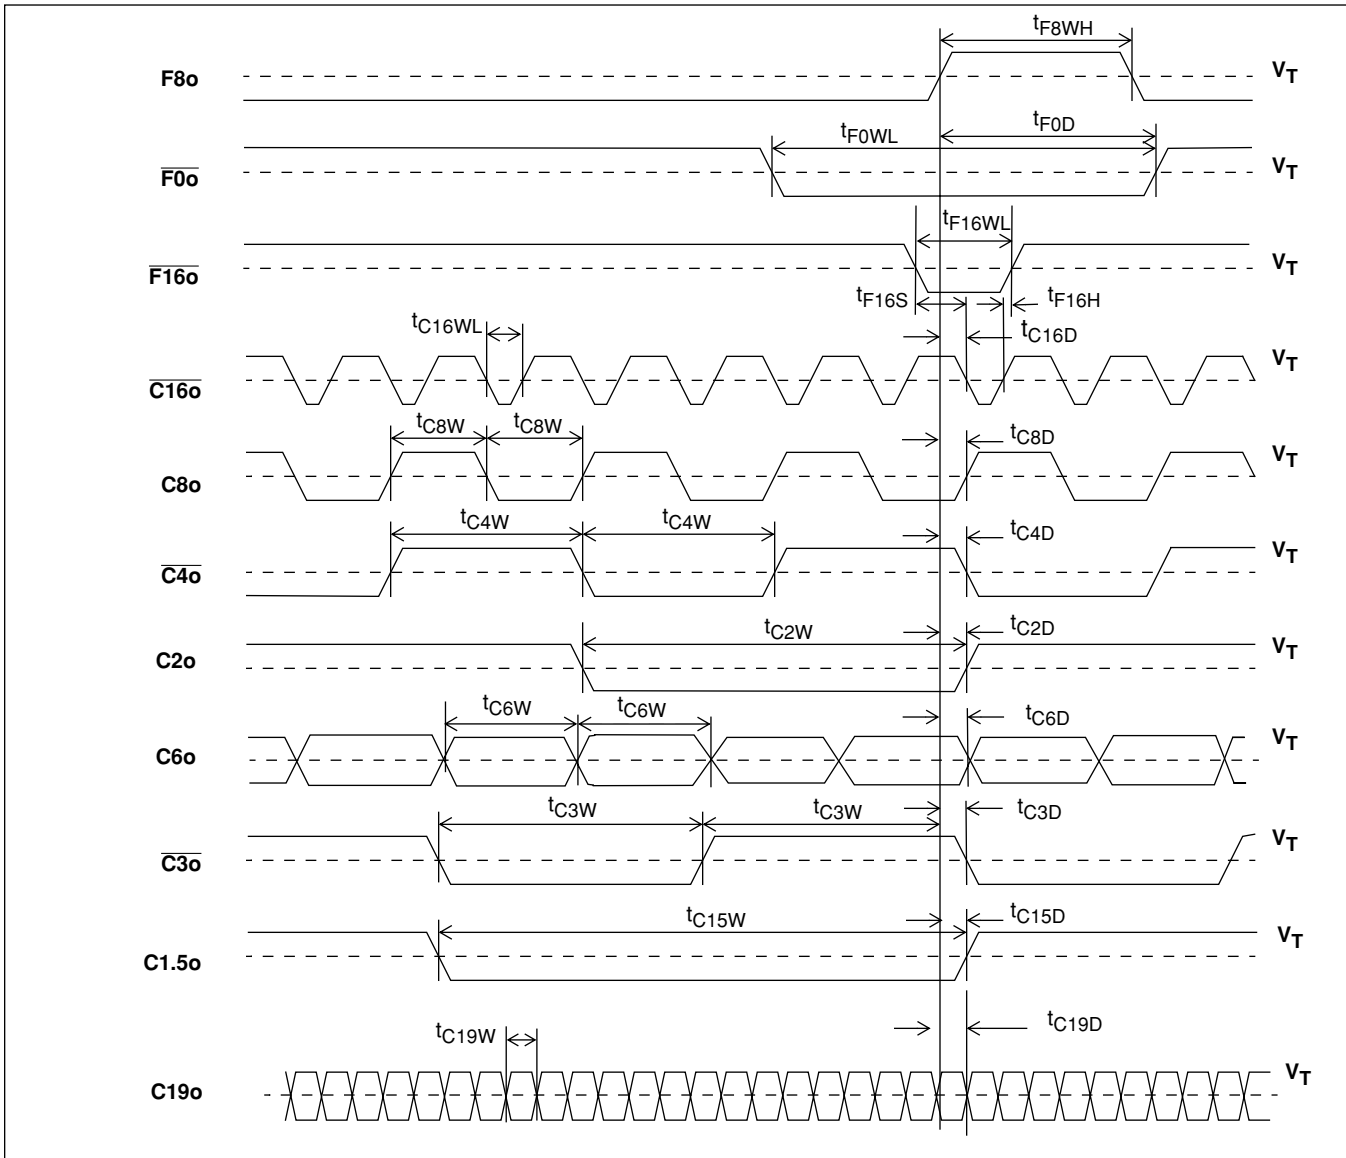 tF8WH
F8o VT
tF0WL tF0D
F0o VT
tF16WL
F16o VT
tF16S tF16H
tC16WL tC16D
C16o VT
tC8W tC8W tC8D
C8o VT
tC4W tC4W tC4D
C4o VT
tC2W tC2D
C2o VT
tC6W tC6W tC6D
C6o VT
tC3W tC3W tC3D
C3o VT
tC15W tC15D
C1.5o VT
tC19W tC19D
C19o VT